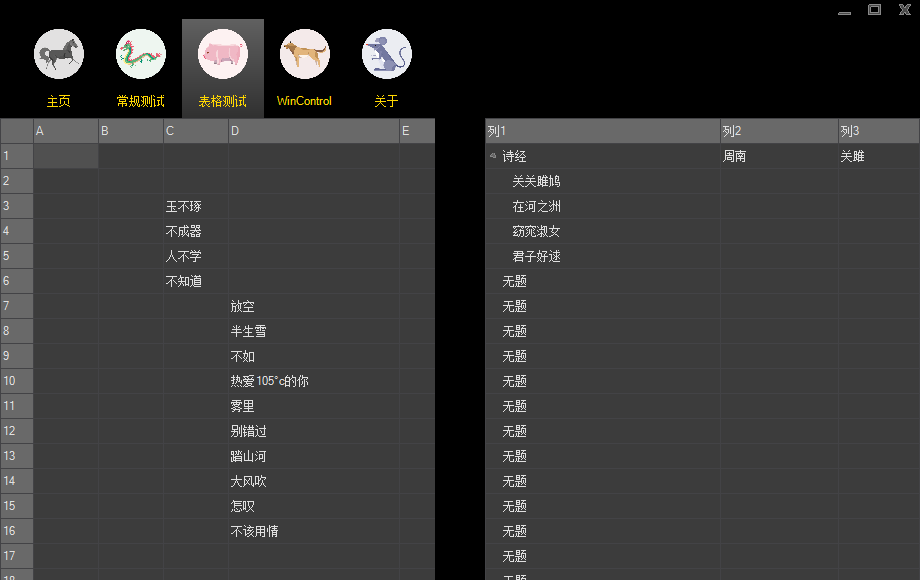 主页 常规测试 表格测试 WinControl 关于
A B C D E
1
2
3 玉不琢
4 不成器
5 人不学
6 不知道
7 放空
8 半生雪
9 不如
10 热爱105°c的你
11 雾里
12 别错过
13 踏山河
14 大风吹
15 怎叹
16 不该用情
17
列1 列2 列3
诗经 周南 关雎
关关雎鸠
在河之洲
窈窕淑女
君子好逑
无题
无题
无题
无题
无题
无题
无题
无题
无题
无题
无题
无题